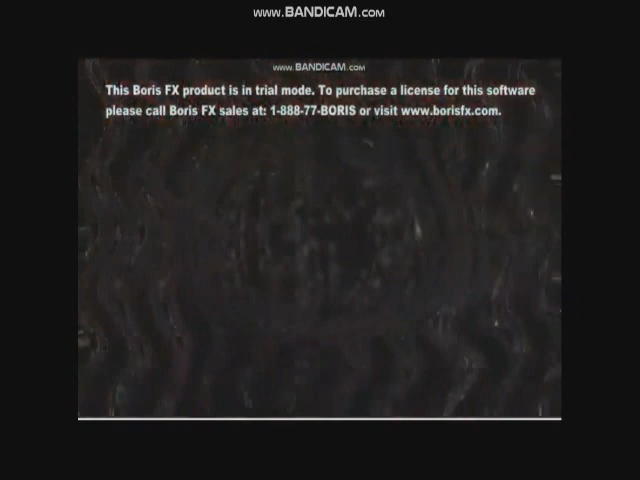 www.BANDICAM.com
www.BANDICAM.com
This Boris FX product is in trial mode. To purchase a license for this software
please call Boris FX sales at: 1-888-77-BORIS or visit www.borisfx.com.